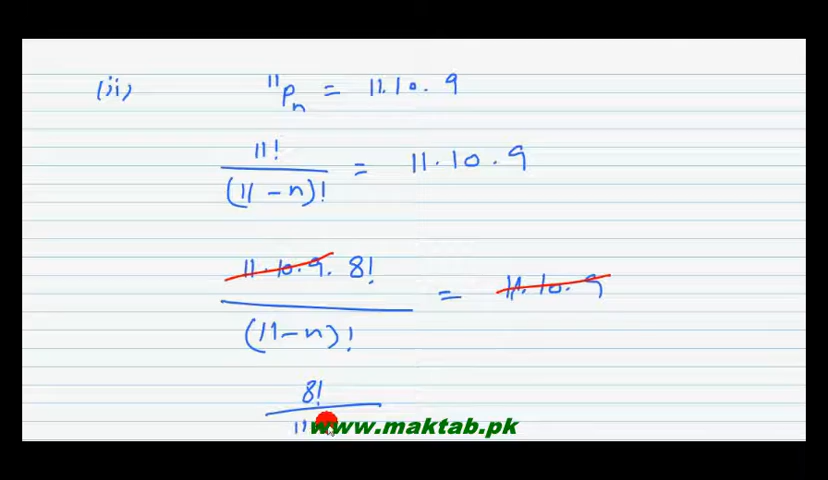 (ii) ¹¹Pₙ = 11.10.9
11! / (11 - n)! = 11.10.9
11.10.9. 8! / (11-n)! = 11.10.9
8!
11
www.maktab.pk